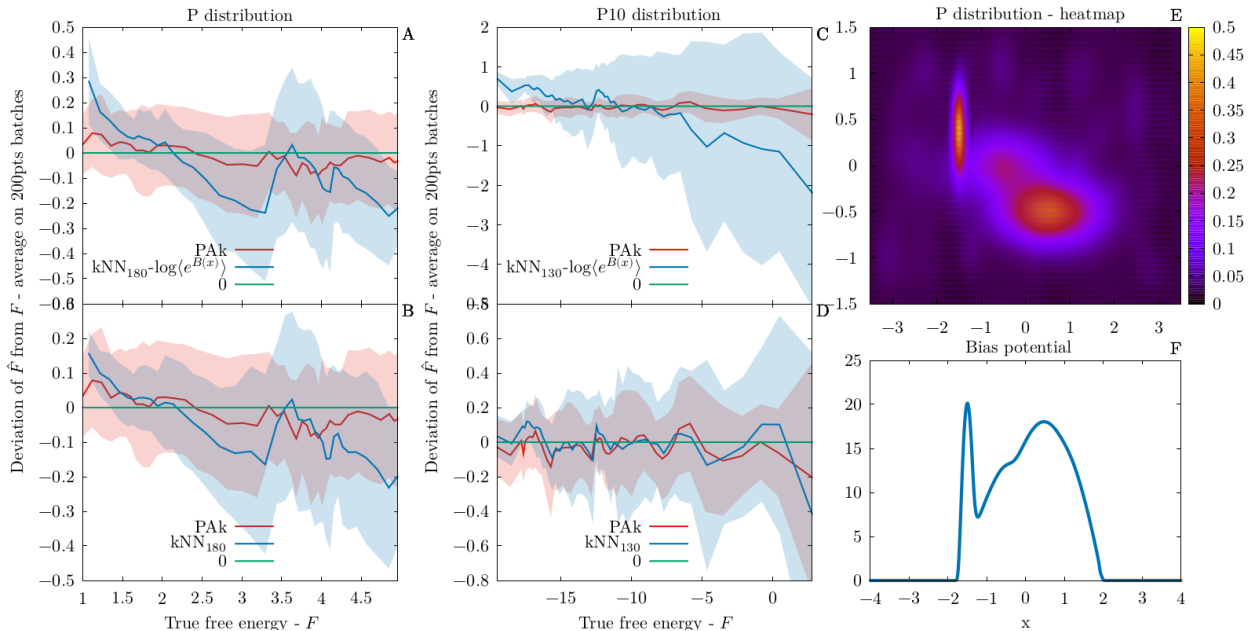 P distribution
P10 distribution
P distribution - heatmap
Deviation of F̂ from F - average on 200pts batches
0.5
0.4
0.3
0.2
0.1
0
−0.1
−0.2
−0.3
−0.4
−0.5
−0.6
A
PAk
kNN₁₈₀-log⟨e^{B(x)}⟩
0
0.3
0.2
0.1
0
−0.1
−0.2
−0.3
−0.4
−0.5
B
PAk
kNN₁₈₀
0
1 1.5 2 2.5 3 3.5 4 4.5
True free energy - F
Deviation of F̂ from F - average on 200pts batches
2
1
0
−1
−2
−4
C
PAk
kNN₁₃₀-log⟨e^{B(x)}⟩
0
0.6
0.4
0.2
0
−0.2
−0.4
−0.6
−0.8
D
PAk
kNN₁₃₀
0
−15 −10 −5 0
True free energy - F
E
1.5
1
0.5
0
−0.5
−1
−1.5
−3 −2 −1 0 1 2 3
0.5
0.45
0.4
0.35
0.3
0.25
0.2
0.15
0.1
0.05
0
Bias potential
F
25
20
15
10
5
0
−4 −3 −2 −1 0 1 2 3 4
x